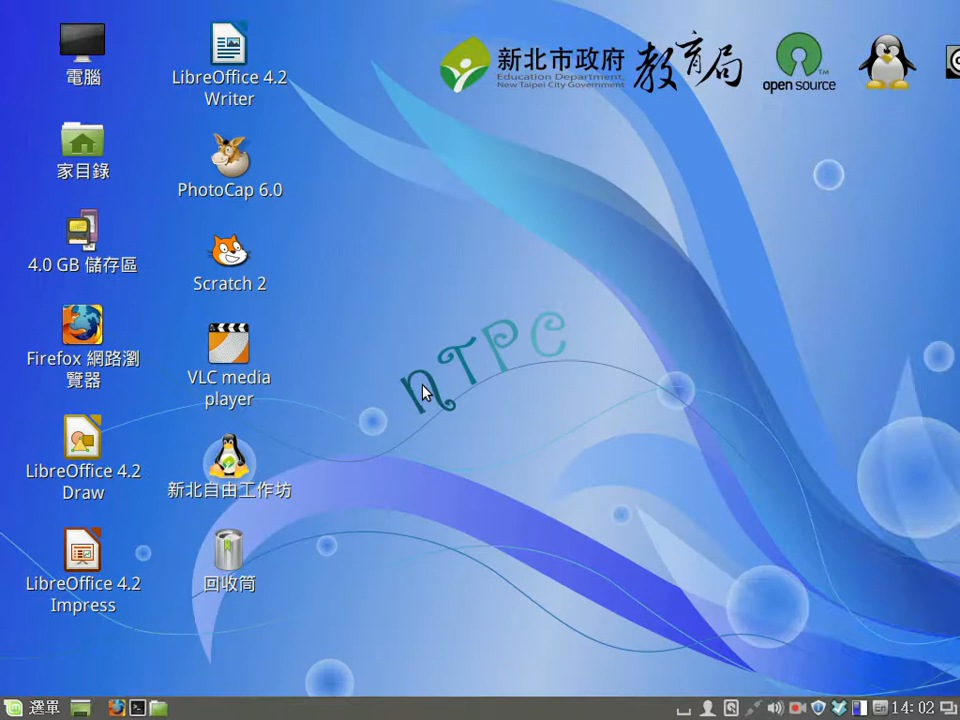 電腦
家目錄
4.0 GB 儲存區
Firefox 網路瀏
覽器
LibreOffice 4.2
Draw
LibreOffice 4.2
Impress
LibreOffice 4.2
Writer
PhotoCap 6.0
Scratch 2
VLC media
player
新北自由工作坊
回收筒
新北市政府
Education Department,
New Taipei City Government
教育局
open source
TM
NTPC
選單
En
14:02